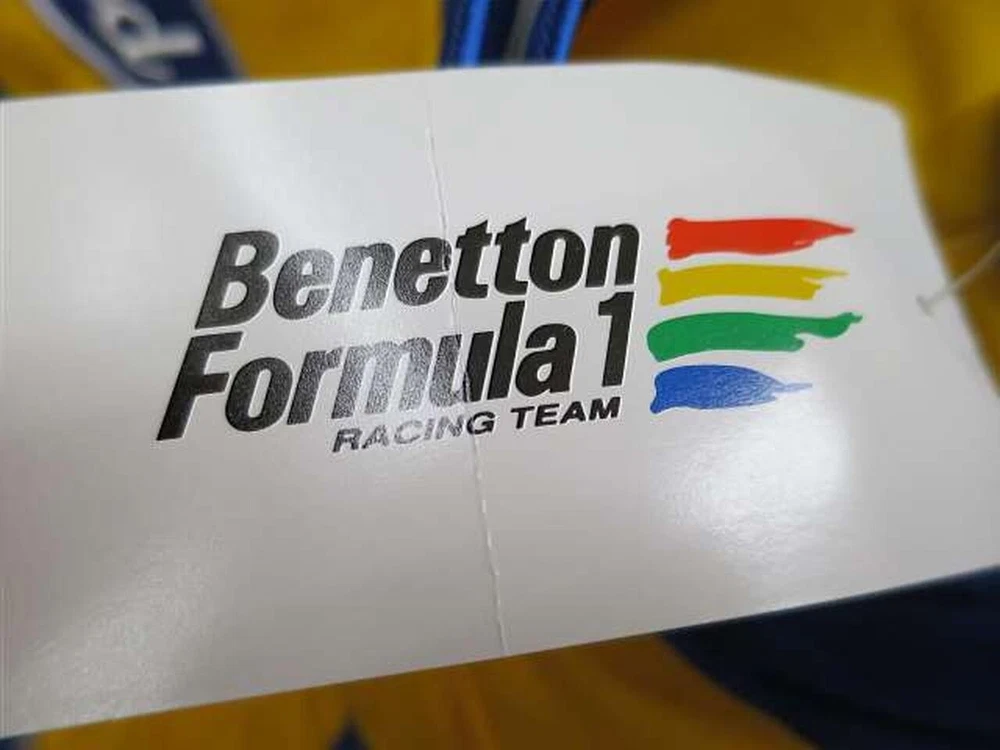 Benetton
Formula 1
RACING TEAM